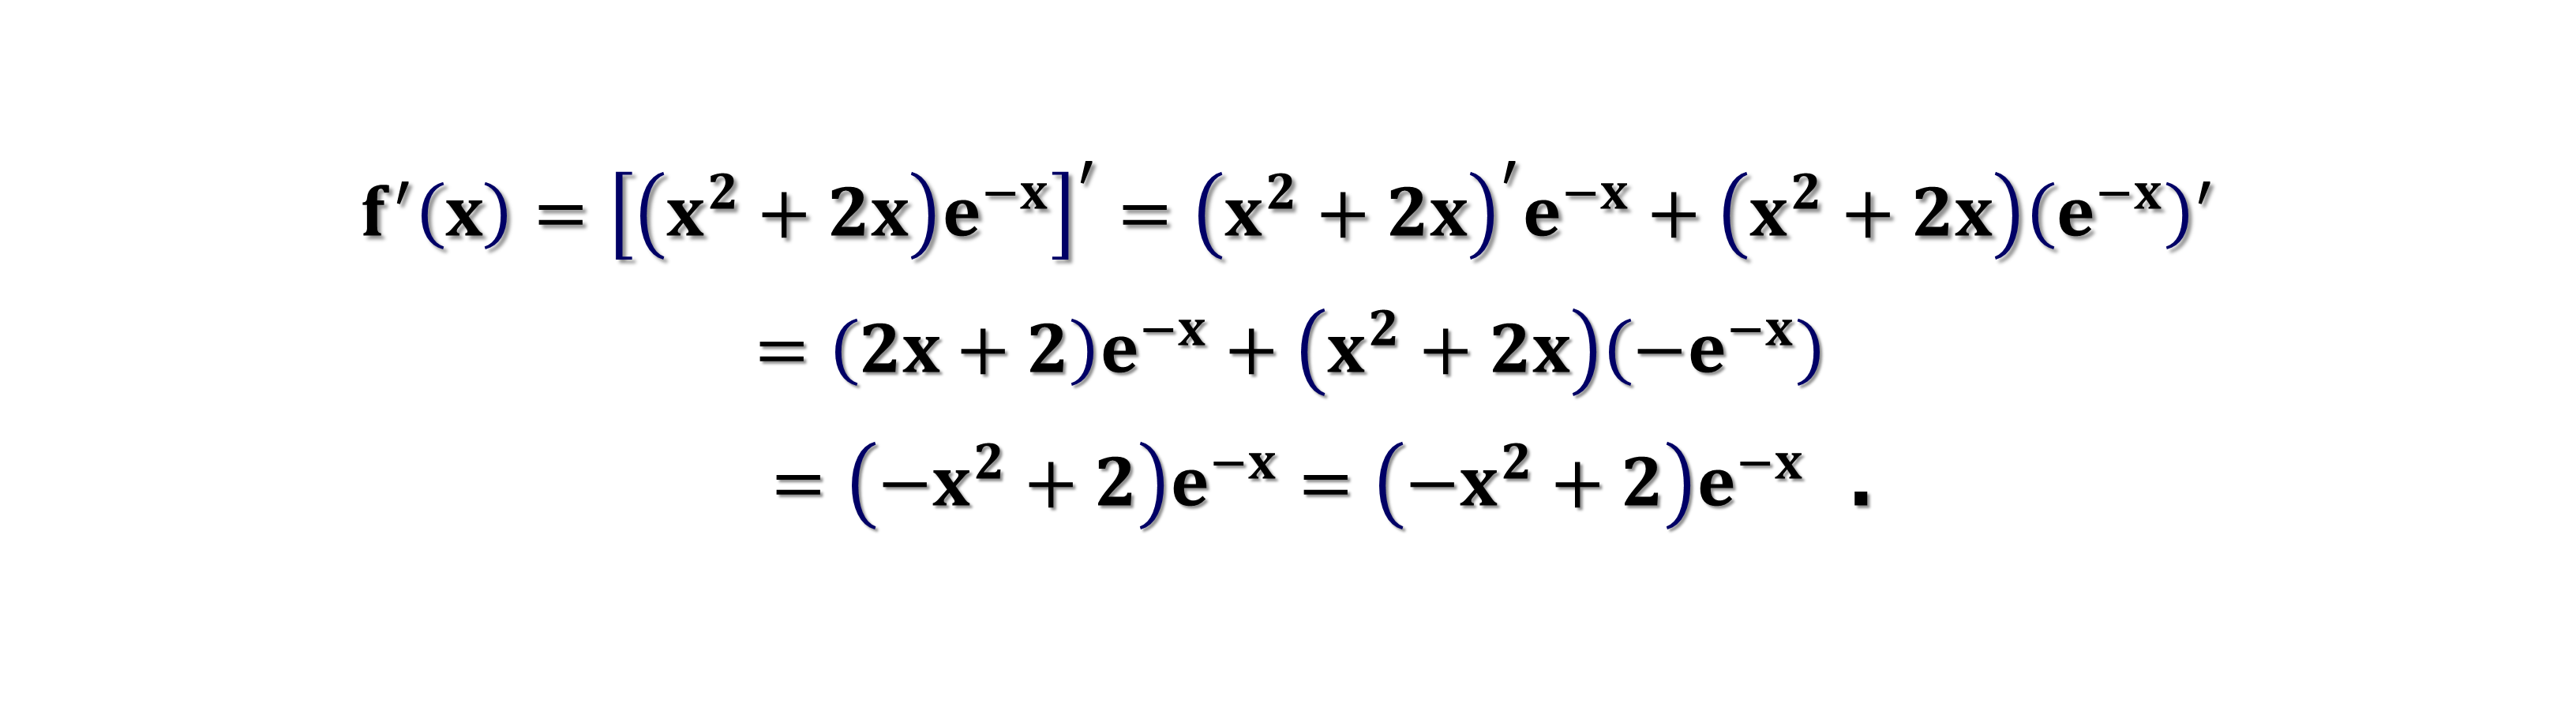 f′(x) = [(x² + 2x)e⁻ˣ]′ = (x² + 2x)′e⁻ˣ + (x² + 2x)(e⁻ˣ)′
= (2x + 2)e⁻ˣ + (x² + 2x)(−e⁻ˣ)
= (−x² + 2)e⁻ˣ = (−x² + 2)e⁻ˣ .